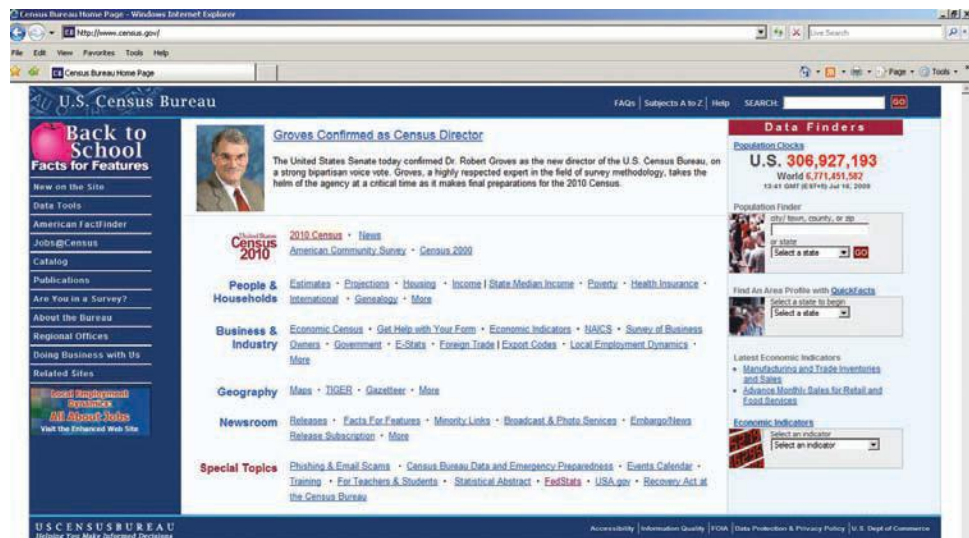 Census Bureau Home Page - Windows Internet Explorer
http://www.census.gov/
Live Search
File Edit View Favorites Tools Help
Census Bureau Home Page
Page Tools
U.S. Census Bureau
FAQs | Subjects A to Z | Help SEARCH: GO
Back to
School
Facts for Features
New on the Site
Data Tools
American FactFinder
Jobs@Census
Catalog
Publications
Are You in a Survey?
About the Bureau
Regional Offices
Doing Business with Us
Related Sites
Local Employment
Dynamics:
All About Jobs
Visit the Enhanced Web Site
Groves Confirmed as Census Director
The United States Senate today confirmed Dr. Robert Groves as the new director of the U.S. Census Bureau, on
a strong bipartisan voice vote. Groves, a highly respected expert in the field of survey methodology, takes the
helm of the agency at a critical time as it makes final preparations for the 2010 Census.
United States
Census
2010
2010 Census · News
American Community Survey · Census 2000
People &
Households
Estimates · Projections · Housing · Income | State Median Income · Poverty · Health Insurance ·
International · Genealogy · More
Business &
Industry
Economic Census · Get Help with Your Form · Economic Indicators · NAICS · Survey of Business
Owners · Government · E-Stats · Foreign Trade | Export Codes · Local Employment Dynamics ·
More
Geography
Maps · TIGER · Gazetteer · More
Newsroom
Releases · Facts For Features · Minority Links · Broadcast & Photo Services · Embargo/News
Release Subscription · More
Special Topics
Phishing & Email Scams · Census Bureau Data and Emergency Preparedness · Events Calendar ·
Training · For Teachers & Students · Statistical Abstract · FedStats · USA.gov · Recovery Act at
the Census Bureau
Data Finders
Population Clocks
U.S. 306,927,193
World 6,771,451,582
13:41 GMT (EST+5) Jul 16, 2009
Population Finder
city/ town, county, or zip
or state
Select a state GO
Find An Area Profile with QuickFacts
Select a state to begin
Select a state
Latest Economic Indicators
• Manufacturing and Trade Inventories
and Sales
• Advance Monthly Sales for Retail and
Food Services
Economic Indicators
Select an indicator
Select an indicator
USCENSUSBUREAU
Helping You Make Informed Decisions
Accessibility | Information Quality | FOIA | Data Protection & Privacy Policy | U.S. Dept of Commerce